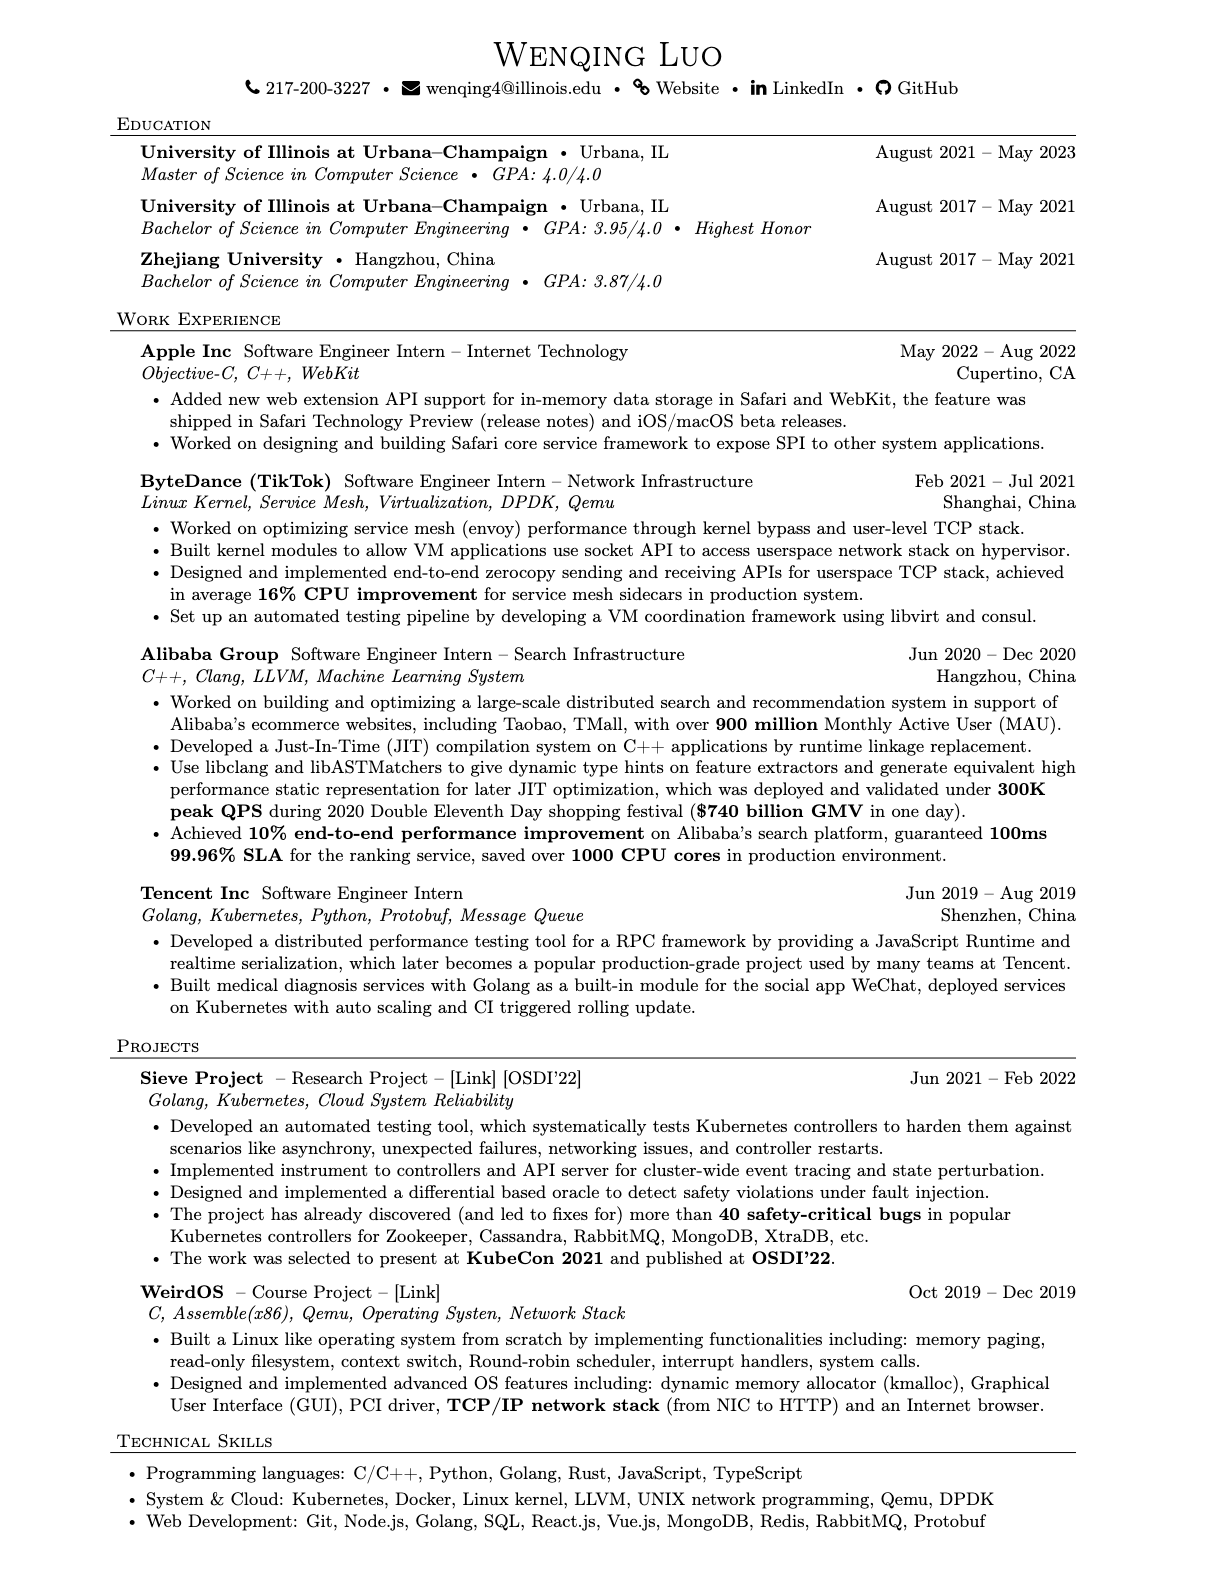 Wenqing Luo
217-200-3227 • wenqing4@illinois.edu • Website • LinkedIn • GitHub
Education
University of Illinois at Urbana–Champaign • Urbana, IL August 2021 – May 2023
Master of Science in Computer Science • GPA: 4.0/4.0
University of Illinois at Urbana–Champaign • Urbana, IL August 2017 – May 2021
Bachelor of Science in Computer Engineering • GPA: 3.95/4.0 • Highest Honor
Zhejiang University • Hangzhou, China August 2017 – May 2021
Bachelor of Science in Computer Engineering • GPA: 3.87/4.0
Work Experience
Apple Inc Software Engineer Intern – Internet Technology May 2022 – Aug 2022
Objective-C, C++, WebKit Cupertino, CA
• Added new web extension API support for in-memory data storage in Safari and WebKit, the feature was
shipped in Safari Technology Preview (release notes) and iOS/macOS beta releases.
• Worked on designing and building Safari core service framework to expose SPI to other system applications.
ByteDance (TikTok) Software Engineer Intern – Network Infrastructure Feb 2021 – Jul 2021
Linux Kernel, Service Mesh, Virtualization, DPDK, Qemu Shanghai, China
• Worked on optimizing service mesh (envoy) performance through kernel bypass and user-level TCP stack.
• Built kernel modules to allow VM applications use socket API to access userspace network stack on hypervisor.
• Designed and implemented end-to-end zerocopy sending and receiving APIs for userspace TCP stack, achieved
in average 16% CPU improvement for service mesh sidecars in production system.
• Set up an automated testing pipeline by developing a VM coordination framework using libvirt and consul.
Alibaba Group Software Engineer Intern – Search Infrastructure Jun 2020 – Dec 2020
C++, Clang, LLVM, Machine Learning System Hangzhou, China
• Worked on building and optimizing a large-scale distributed search and recommendation system in support of
Alibaba's ecommerce websites, including Taobao, TMall, with over 900 million Monthly Active User (MAU).
• Developed a Just-In-Time (JIT) compilation system on C++ applications by runtime linkage replacement.
• Use libclang and libASTMatchers to give dynamic type hints on feature extractors and generate equivalent high
performance static representation for later JIT optimization, which was deployed and validated under 300K
peak QPS during 2020 Double Eleventh Day shopping festival ($740 billion GMV in one day).
• Achieved 10% end-to-end performance improvement on Alibaba's search platform, guaranteed 100ms
99.96% SLA for the ranking service, saved over 1000 CPU cores in production environment.
Tencent Inc Software Engineer Intern Jun 2019 – Aug 2019
Golang, Kubernetes, Python, Protobuf, Message Queue Shenzhen, China
• Developed a distributed performance testing tool for a RPC framework by providing a JavaScript Runtime and
realtime serialization, which later becomes a popular production-grade project used by many teams at Tencent.
• Built medical diagnosis services with Golang as a built-in module for the social app WeChat, deployed services
on Kubernetes with auto scaling and CI triggered rolling update.
Projects
Sieve Project – Research Project – [Link] [OSDI'22] Jun 2021 – Feb 2022
Golang, Kubernetes, Cloud System Reliability
• Developed an automated testing tool, which systematically tests Kubernetes controllers to harden them against
scenarios like asynchrony, unexpected failures, networking issues, and controller restarts.
• Implemented instrument to controllers and API server for cluster-wide event tracing and state perturbation.
• Designed and implemented a differential based oracle to detect safety violations under fault injection.
• The project has already discovered (and led to fixes for) more than 40 safety-critical bugs in popular
Kubernetes controllers for Zookeeper, Cassandra, RabbitMQ, MongoDB, XtraDB, etc.
• The work was selected to present at KubeCon 2021 and published at OSDI'22.
WeirdOS – Course Project – [Link] Oct 2019 – Dec 2019
C, Assemble(x86), Qemu, Operating Systen, Network Stack
• Built a Linux like operating system from scratch by implementing functionalities including: memory paging,
read-only filesystem, context switch, Round-robin scheduler, interrupt handlers, system calls.
• Designed and implemented advanced OS features including: dynamic memory allocator (kmalloc), Graphical
User Interface (GUI), PCI driver, TCP/IP network stack (from NIC to HTTP) and an Internet browser.
Technical Skills
• Programming languages: C/C++, Python, Golang, Rust, JavaScript, TypeScript
• System & Cloud: Kubernetes, Docker, Linux kernel, LLVM, UNIX network programming, Qemu, DPDK
• Web Development: Git, Node.js, Golang, SQL, React.js, Vue.js, MongoDB, Redis, RabbitMQ, Protobuf